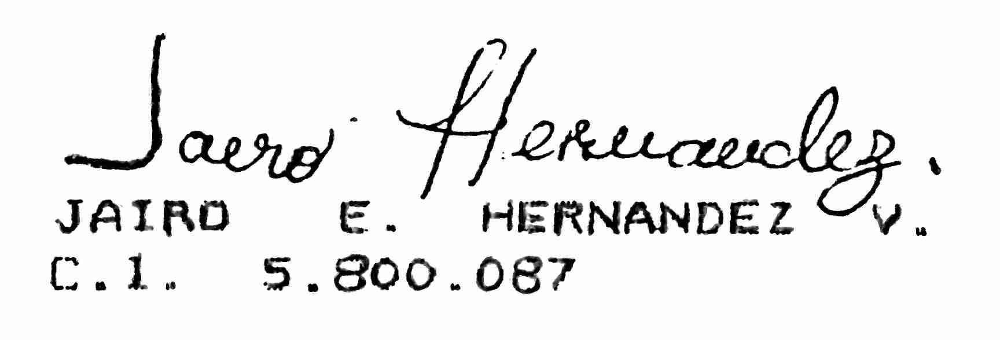 Jairo Hernandez.
JAIRO E. HERNANDEZ V.
C.I. 5.800.087